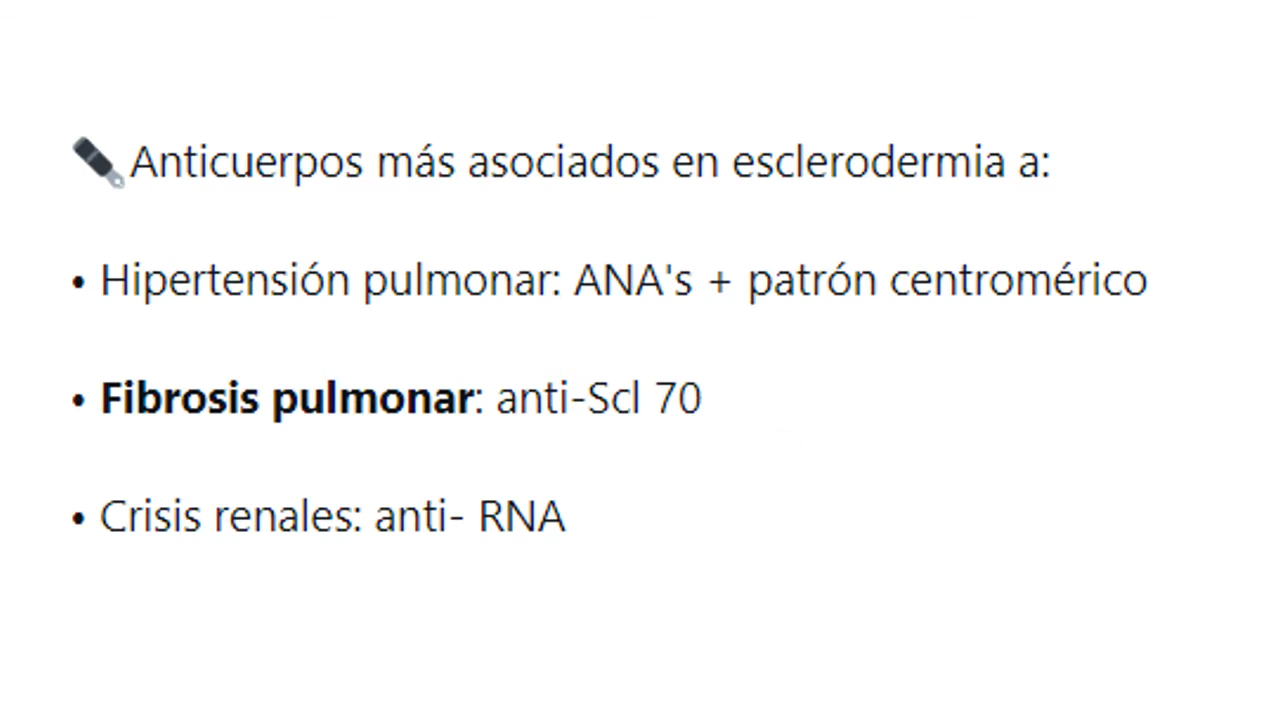 Anticuerpos más asociados en esclerodermia a:
• Hipertensión pulmonar: ANA's + patrón centromérico
• Fibrosis pulmonar: anti-Scl 70
• Crisis renales: anti- RNA